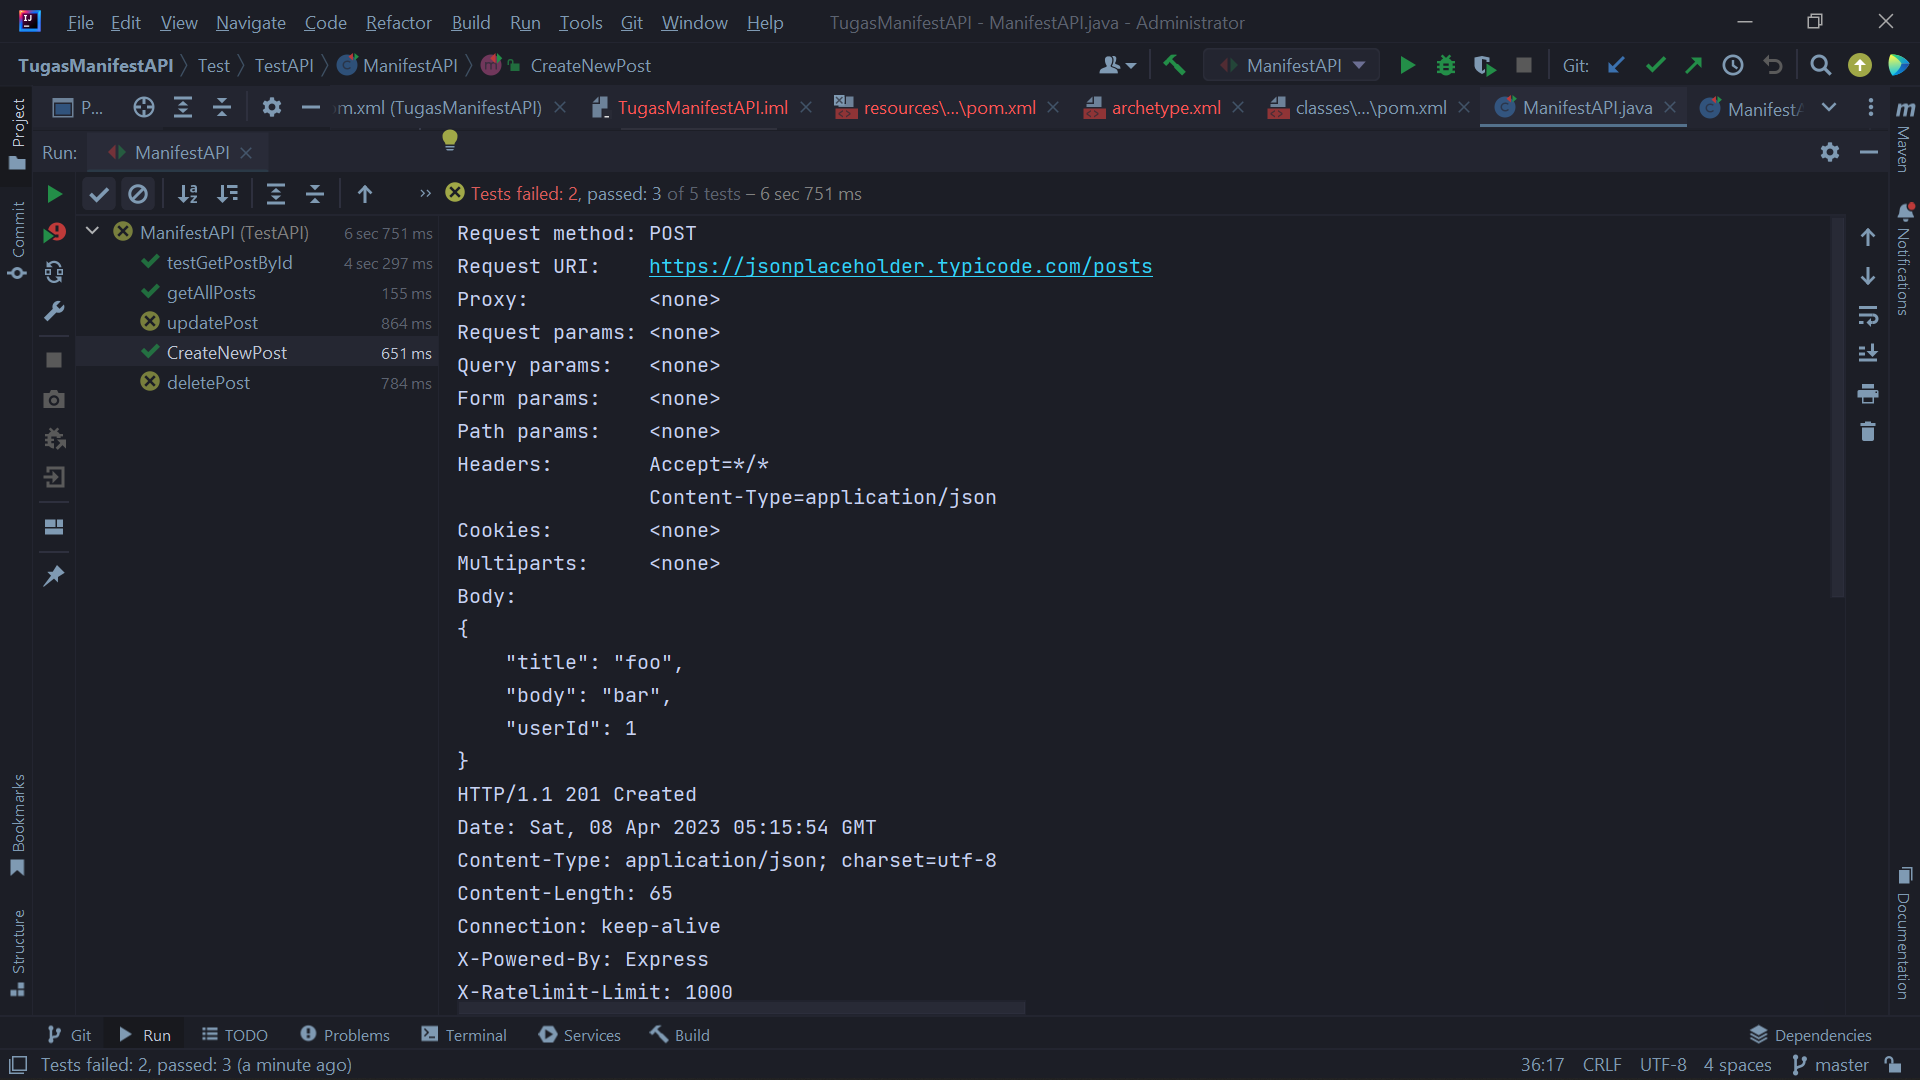 File Edit View Navigate Code Refactor Build Run Tools Git Window Help TugasManifestAPI - ManifestAPI.java - Administrator
TugasManifestAPI Test TestAPI ManifestAPI CreateNewPost ManifestAPI Git:
P... m.xml (TugasManifestAPI) TugasManifestAPI.iml resources\...\pom.xml archetype.xml classes\...\pom.xml ManifestAPI.java ManifestA
Run: ManifestAPI
Tests failed: 2, passed: 3 of 5 tests – 6 sec 751 ms
ManifestAPI (TestAPI) 6 sec 751 ms
testGetPostById 4 sec 297 ms
getAllPosts 155 ms
updatePost 864 ms
CreateNewPost 651 ms
deletePost 784 ms
Request method: POST
Request URI: https://jsonplaceholder.typicode.com/posts
Proxy: <none>
Request params: <none>
Query params: <none>
Form params: <none>
Path params: <none>
Headers: Accept=*/*
Content-Type=application/json
Cookies: <none>
Multiparts: <none>
Body:
{
"title": "foo",
"body": "bar",
"userId": 1
}
HTTP/1.1 201 Created
Date: Sat, 08 Apr 2023 05:15:54 GMT
Content-Type: application/json; charset=utf-8
Content-Length: 65
Connection: keep-alive
X-Powered-By: Express
X-Ratelimit-Limit: 1000
Project
Commit
Bookmarks
Structure
Maven
Notifications
Documentation
Git Run TODO Problems Terminal Services Build Dependencies
Tests failed: 2, passed: 3 (a minute ago) 36:17 CRLF UTF-8 4 spaces master